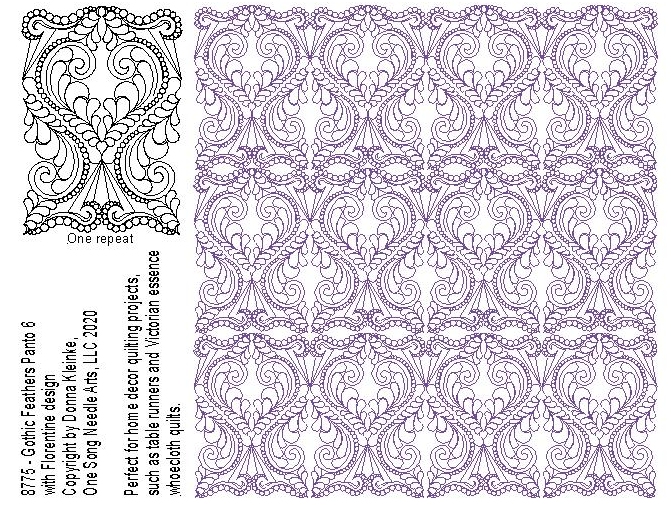 One repeat
8775 - Gothic Feathers Panto 6
with Florentine design
Copyright by Donna Kleinke,
One Song Needle Arts, LLC 2020
Perfect for home decor quilting projects,
such as table runners and Victorian essence
wholecloth quilts.